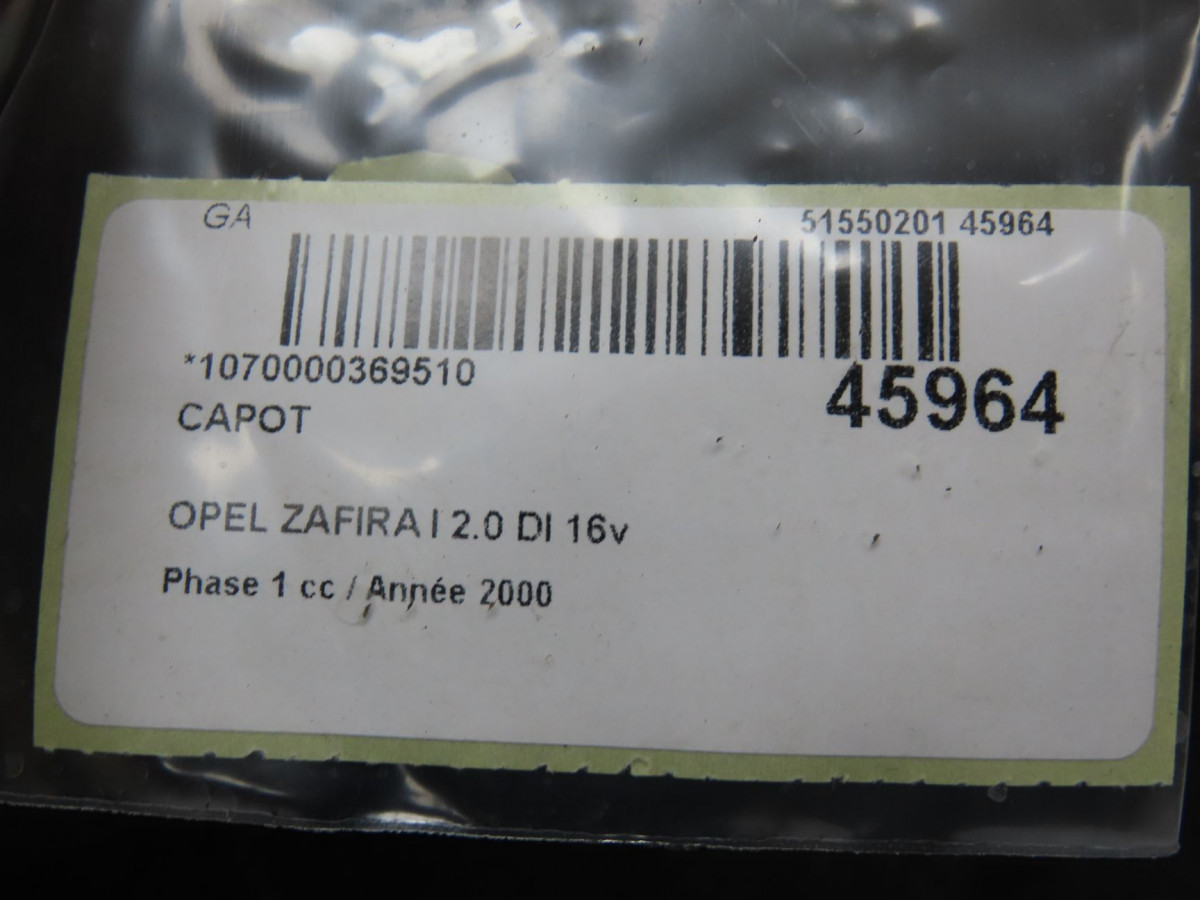 GA 51550201 45964
*1070000369510 45964
CAPOT
OPEL ZAFIRA I 2.0 DI 16v
Phase 1 cc / Année 2000